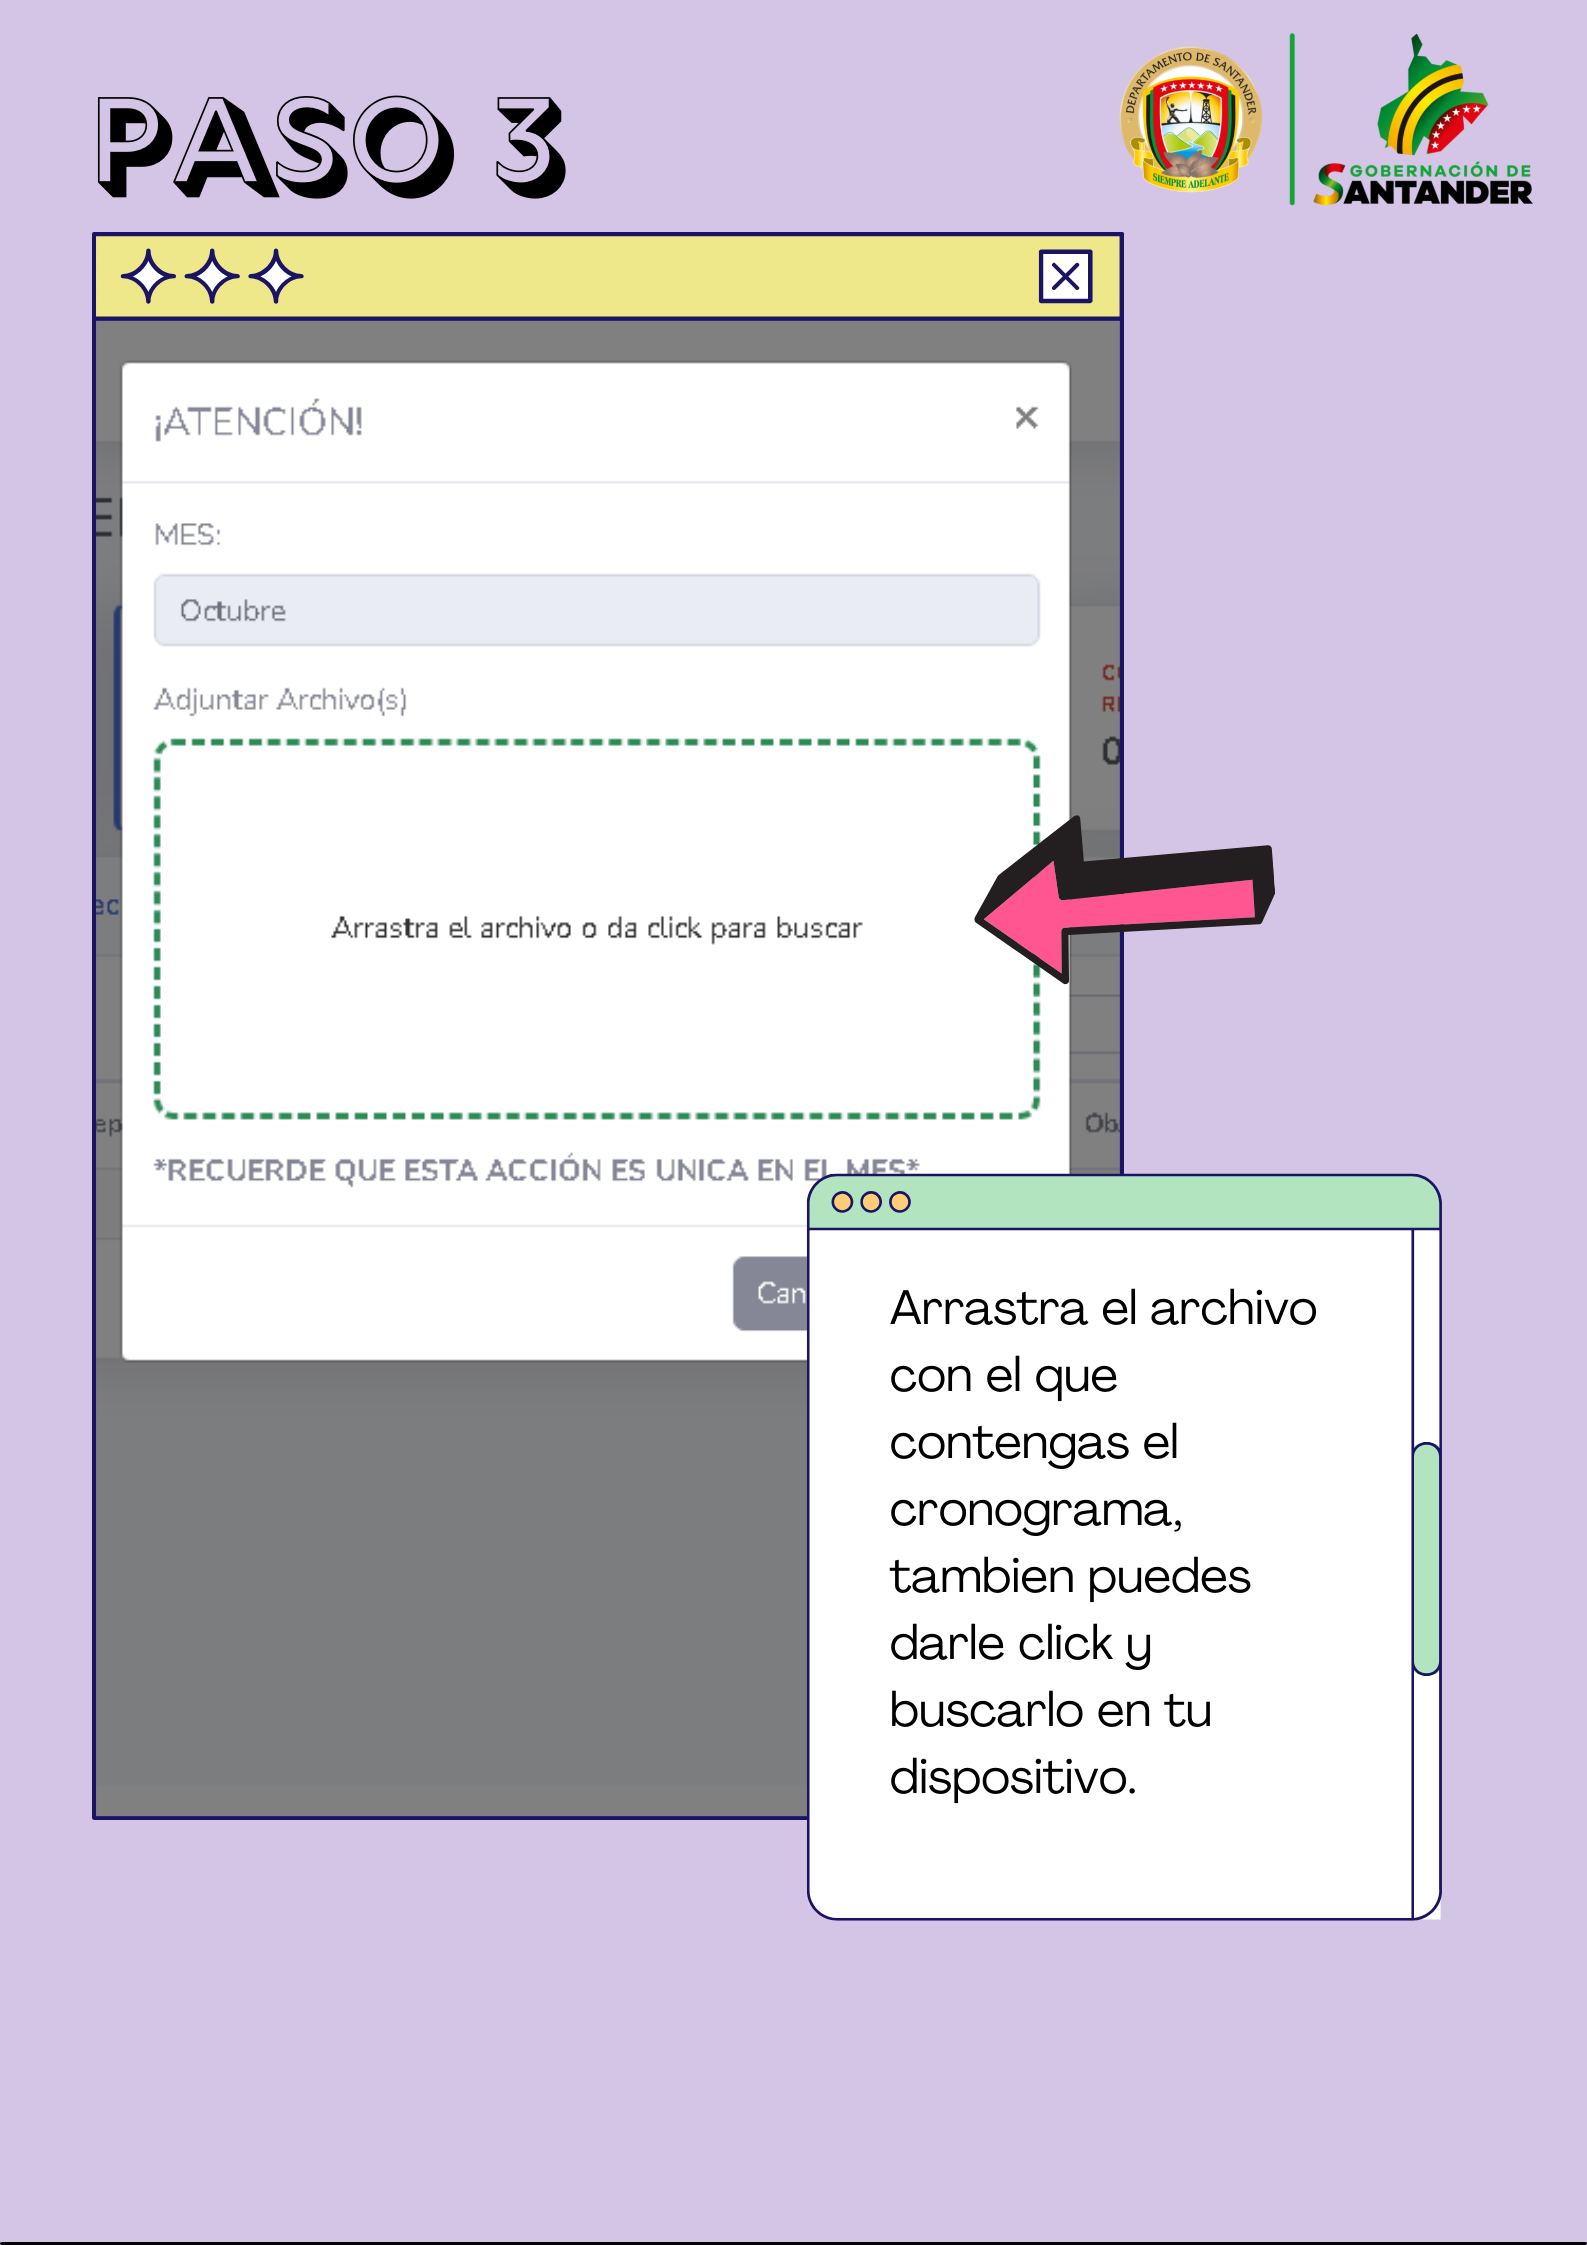 PASO 3
DEPARTAMENTO DE SANTANDER
SIEMPRE ADELANTE
GOBERNACIÓN DE
SANTANDER
¡ATENCIÓN!
MES:
Octubre
Adjuntar Archivo(s)
Arrastra el archivo o da click para buscar
*RECUERDE QUE ESTA ACCIÓN ES UNICA EN EL MES*
Arrastra el archivo
con el que
contengas el
cronograma,
tambien puedes
darle click y
buscarlo en tu
dispositivo.